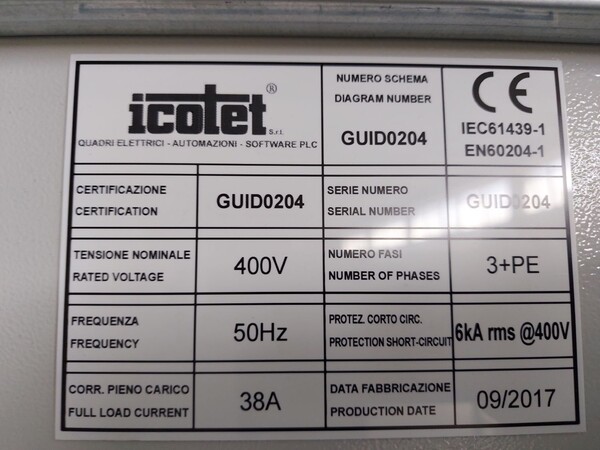 icotet ® S.r.l.
QUADRI ELETTRICI - AUTOMAZIONI - SOFTWARE PLC
NUMERO SCHEMA
DIAGRAM NUMBER
GUID0204
CE
IEC61439-1
EN60204-1
CERTIFICAZIONE
CERTIFICATION
GUID0204
SERIE NUMERO
SERIAL NUMBER
GUID0204
TENSIONE NOMINALE
RATED VOLTAGE
400V
NUMERO FASI
NUMBER OF PHASES
3+PE
FREQUENZA
FREQUENCY
50Hz
PROTEZ. CORTO CIRC.
PROTECTION SHORT-CIRCUIT
6kA rms @400V
CORR. PIENO CARICO
FULL LOAD CURRENT
38A
DATA FABBRICAZIONE
PRODUCTION DATE
09/2017